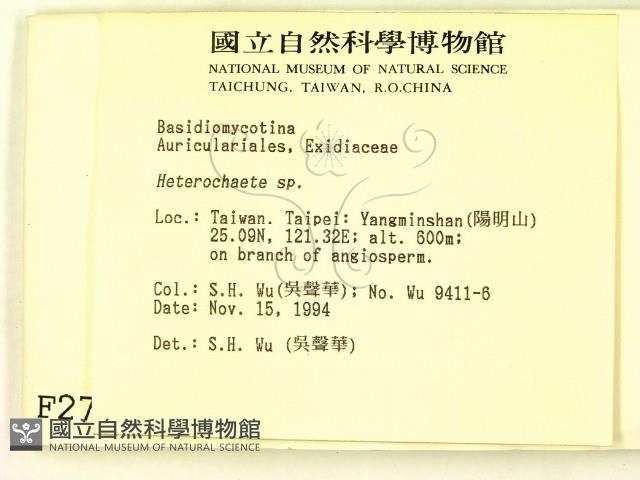 國立自然科學博物館
NATIONAL MUSEUM OF NATURAL SCIENCE
TAICHUNG, TAIWAN, R.O.CHINA
Basidiomycotina
Auriculariales, Exidiaceae
Heterochaete sp.
Loc.: Taiwan. Taipei: Yangminshan(陽明山)
25.09N, 121.32E; alt. 600m;
on branch of angiosperm.
Col.: S.H. Wu(吳聲華); No. Wu 9411-6
Date: Nov. 15, 1994
Det.: S.H. Wu (吳聲華)
F27
國立自然科學博物館
NATIONAL MUSEUM OF NATURAL SCIENCE